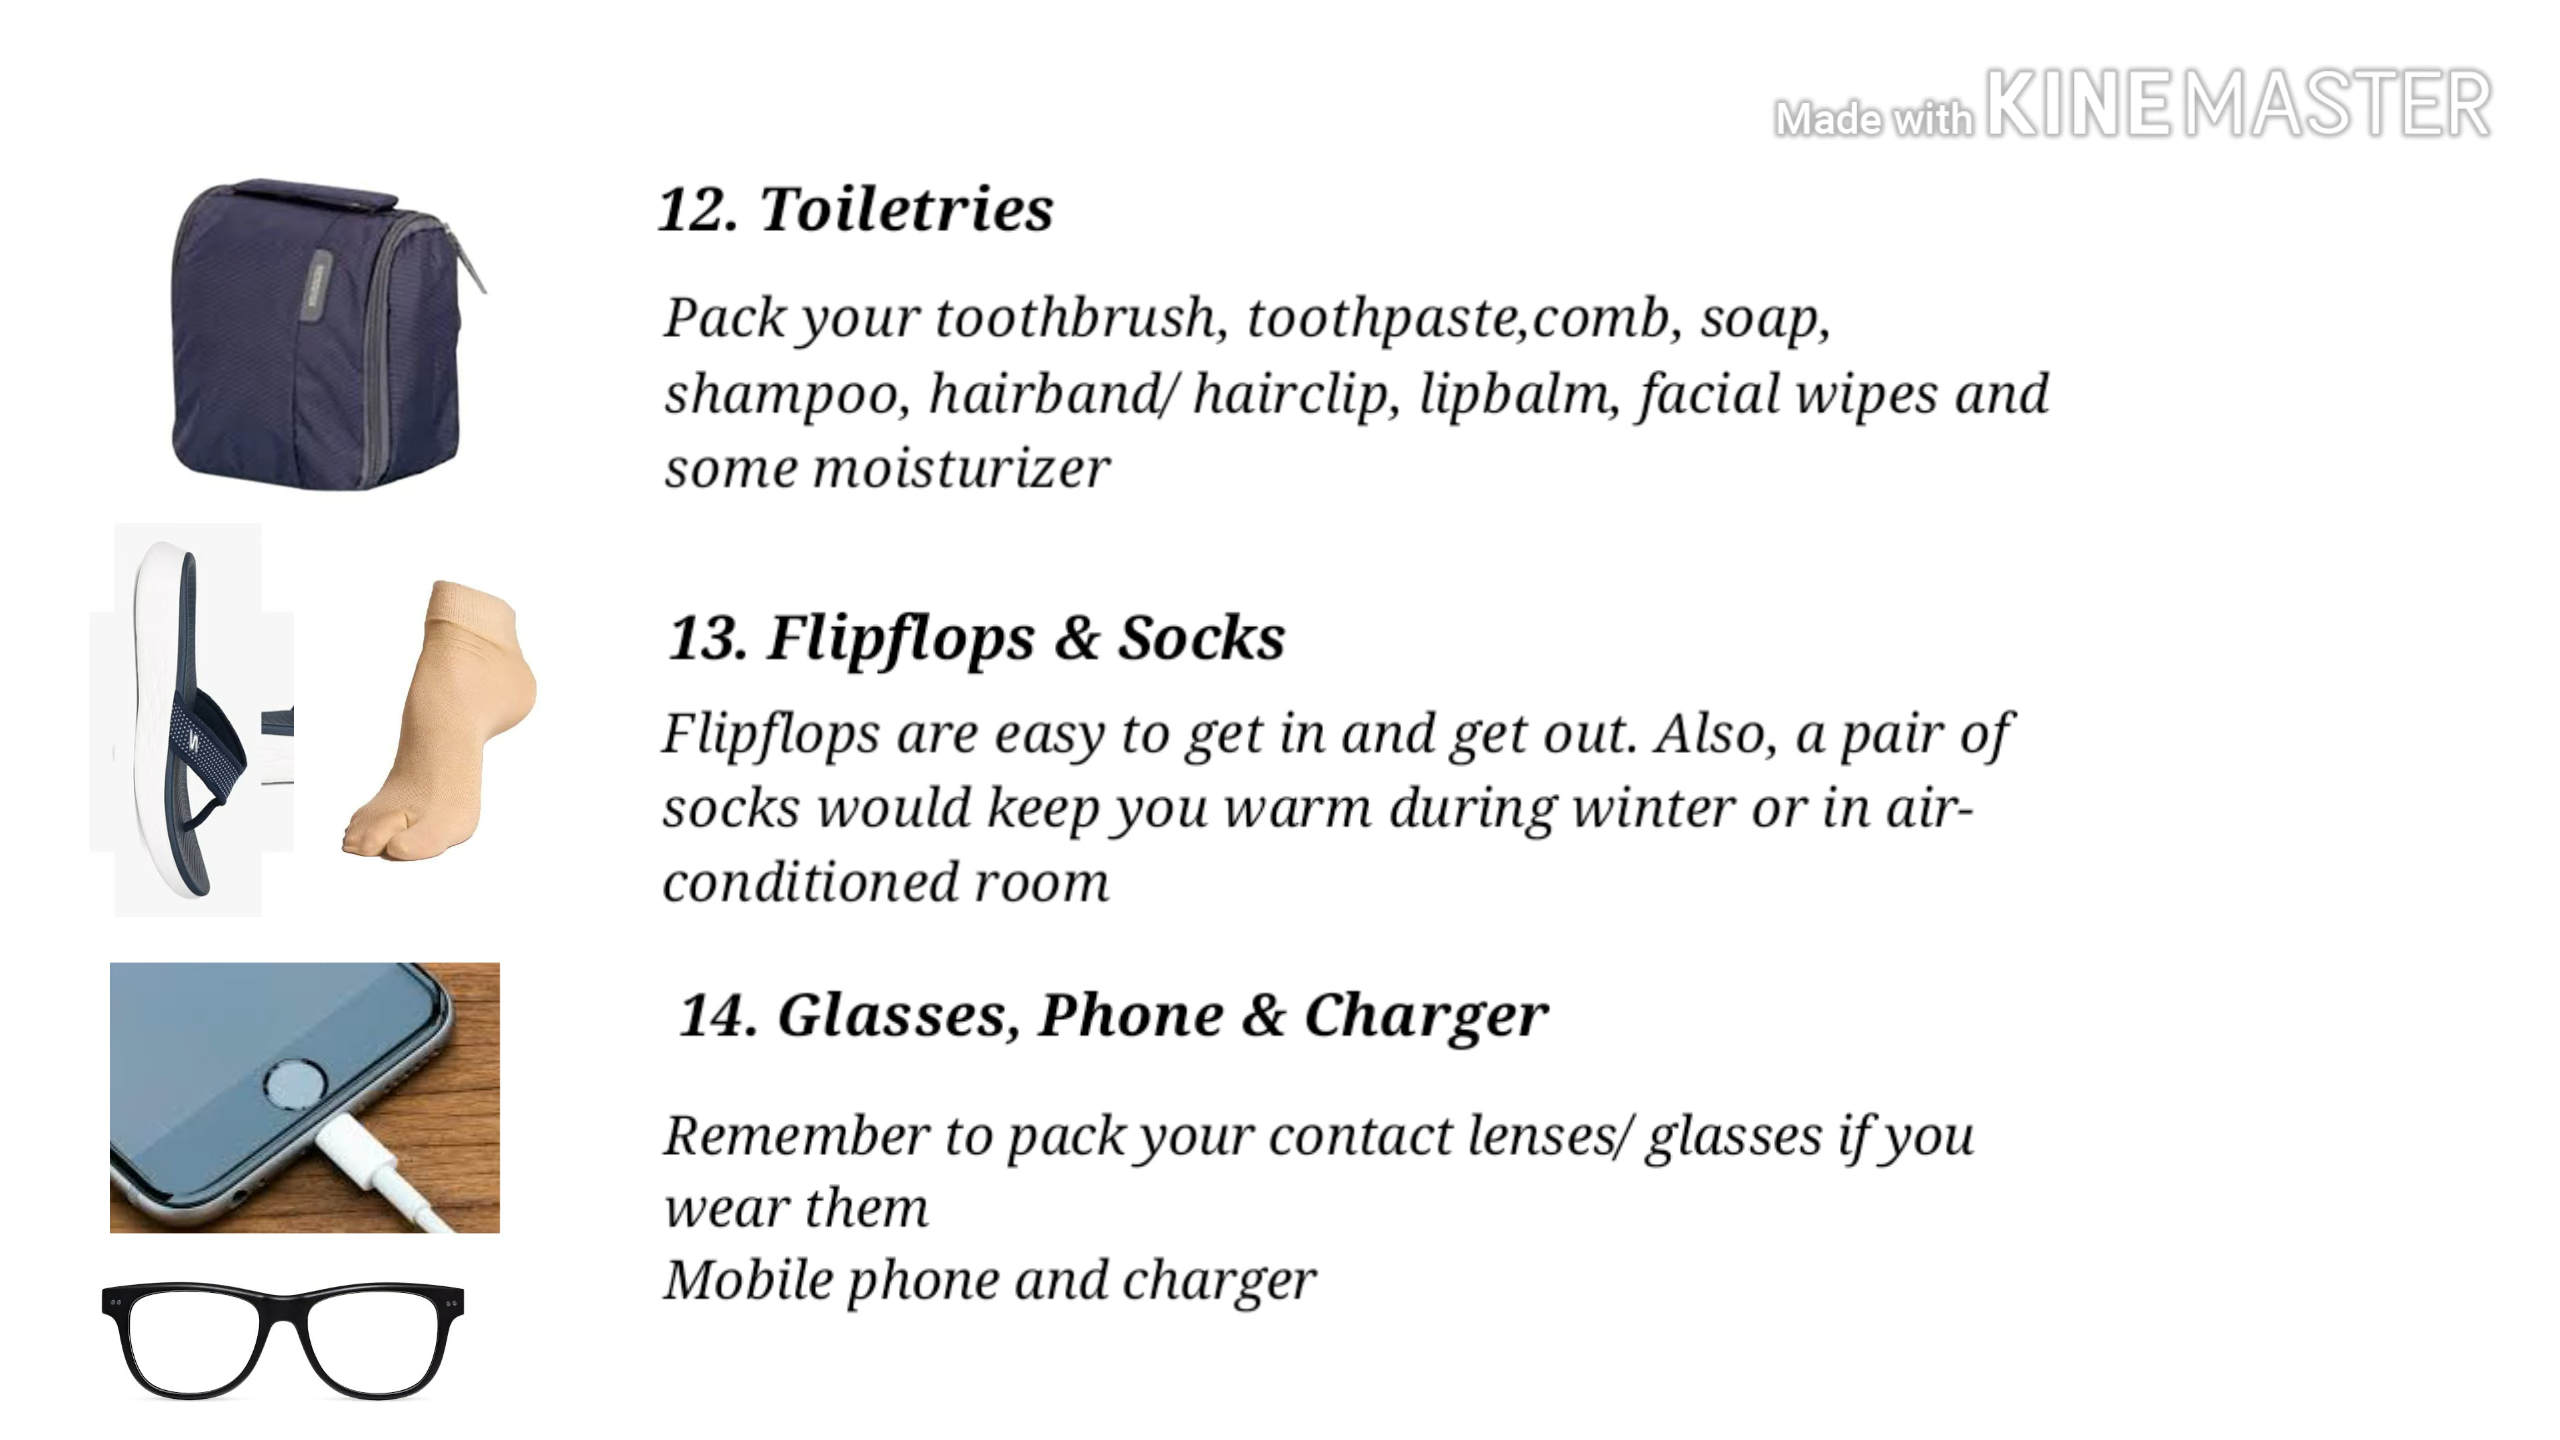 Made with KINEMASTER
12. Toiletries
Pack your toothbrush, toothpaste,comb, soap,
shampoo, hairband/ hairclip, lipbalm, facial wipes and
some moisturizer
13. Flipflops & Socks
Flipflops are easy to get in and get out. Also, a pair of
socks would keep you warm during winter or in air-
conditioned room
14. Glasses, Phone & Charger
Remember to pack your contact lenses/ glasses if you
wear them
Mobile phone and charger